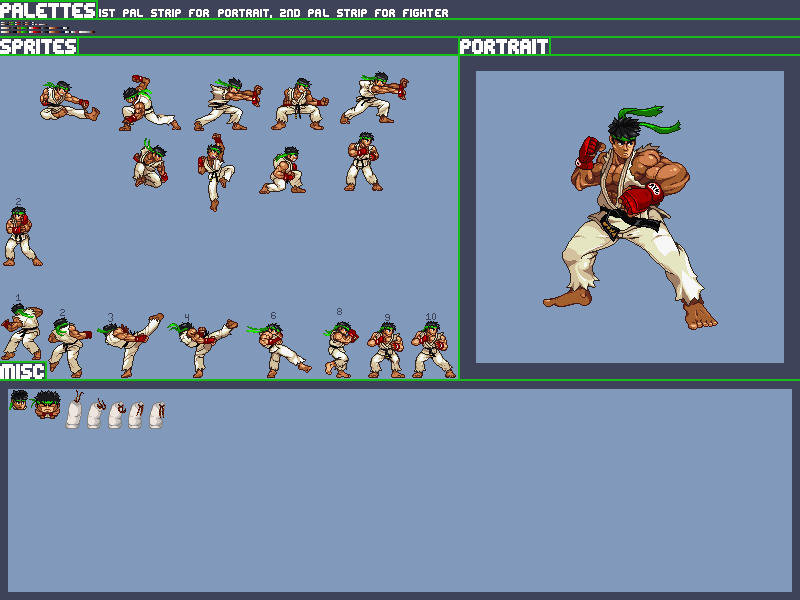 PALETTES 1ST PAL STRIP FOR PORTRAIT, 2ND PAL STRIP FOR FIGHTER
SPRITES
PORTRAIT
2
1 2 3 4 6 8 9 10
MISC